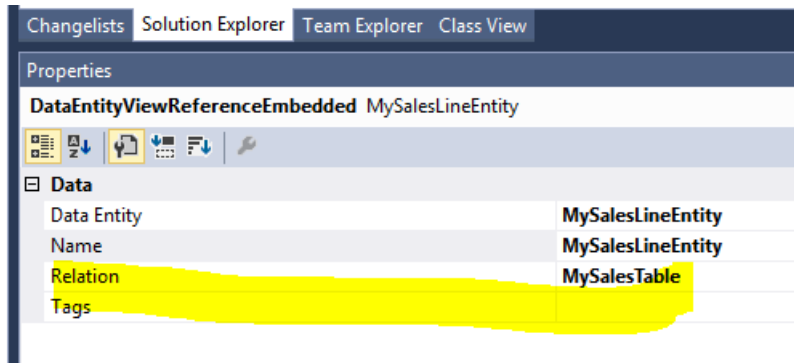 Changelists Solution Explorer Team Explorer Class View
Properties
DataEntityViewReferenceEmbedded MySalesLineEntity
Data
Data Entity MySalesLineEntity
Name MySalesLineEntity
Relation MySalesTable
Tags